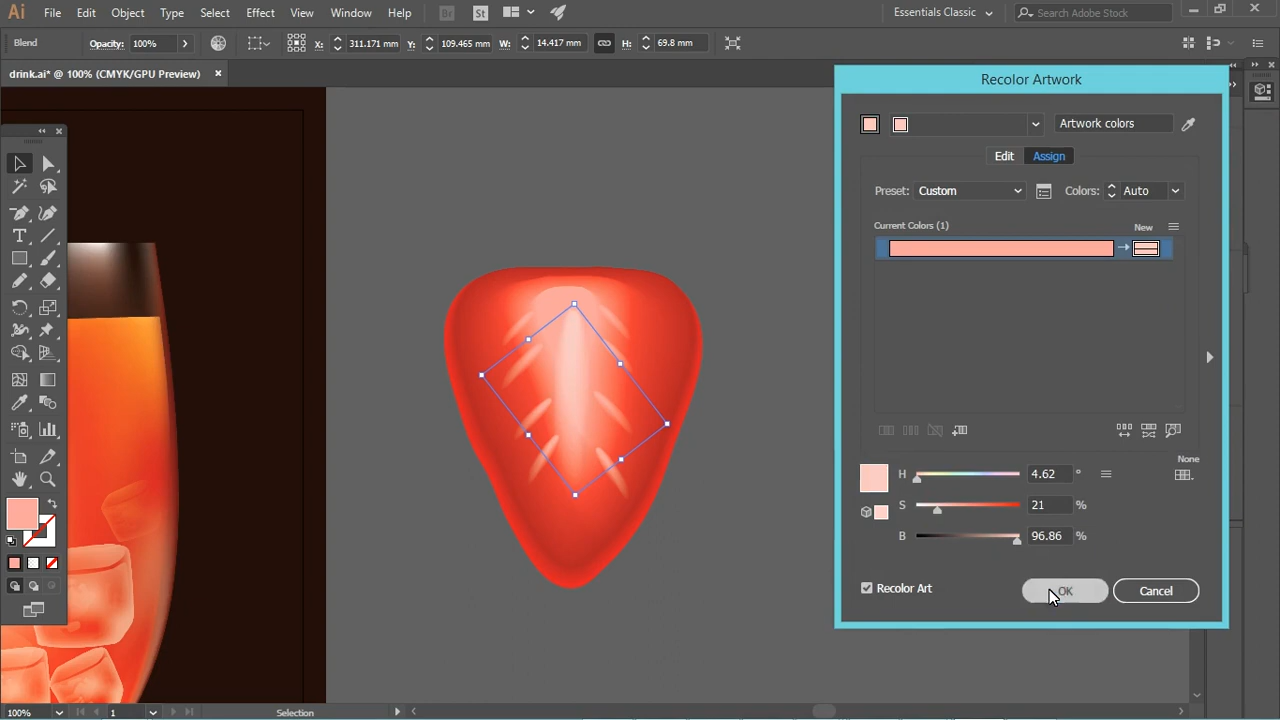 Ai File Edit Object Type Select Effect View Window Help Br St Essentials Classic Search Adobe Stock
Blend Opacity: 100% X: 311.171 mm Y: 109.465 mm W: 14.417 mm H: 69.8 mm
drink.ai* @ 100% (CMYK/GPU Preview)
Recolor Artwork
Artwork colors
Edit Assign
Preset: Custom Colors: Auto
Current Colors (1) New
None
H 4.62 °
S 21 %
B 96.86 %
Recolor Art OK Cancel
100% 1 Selection